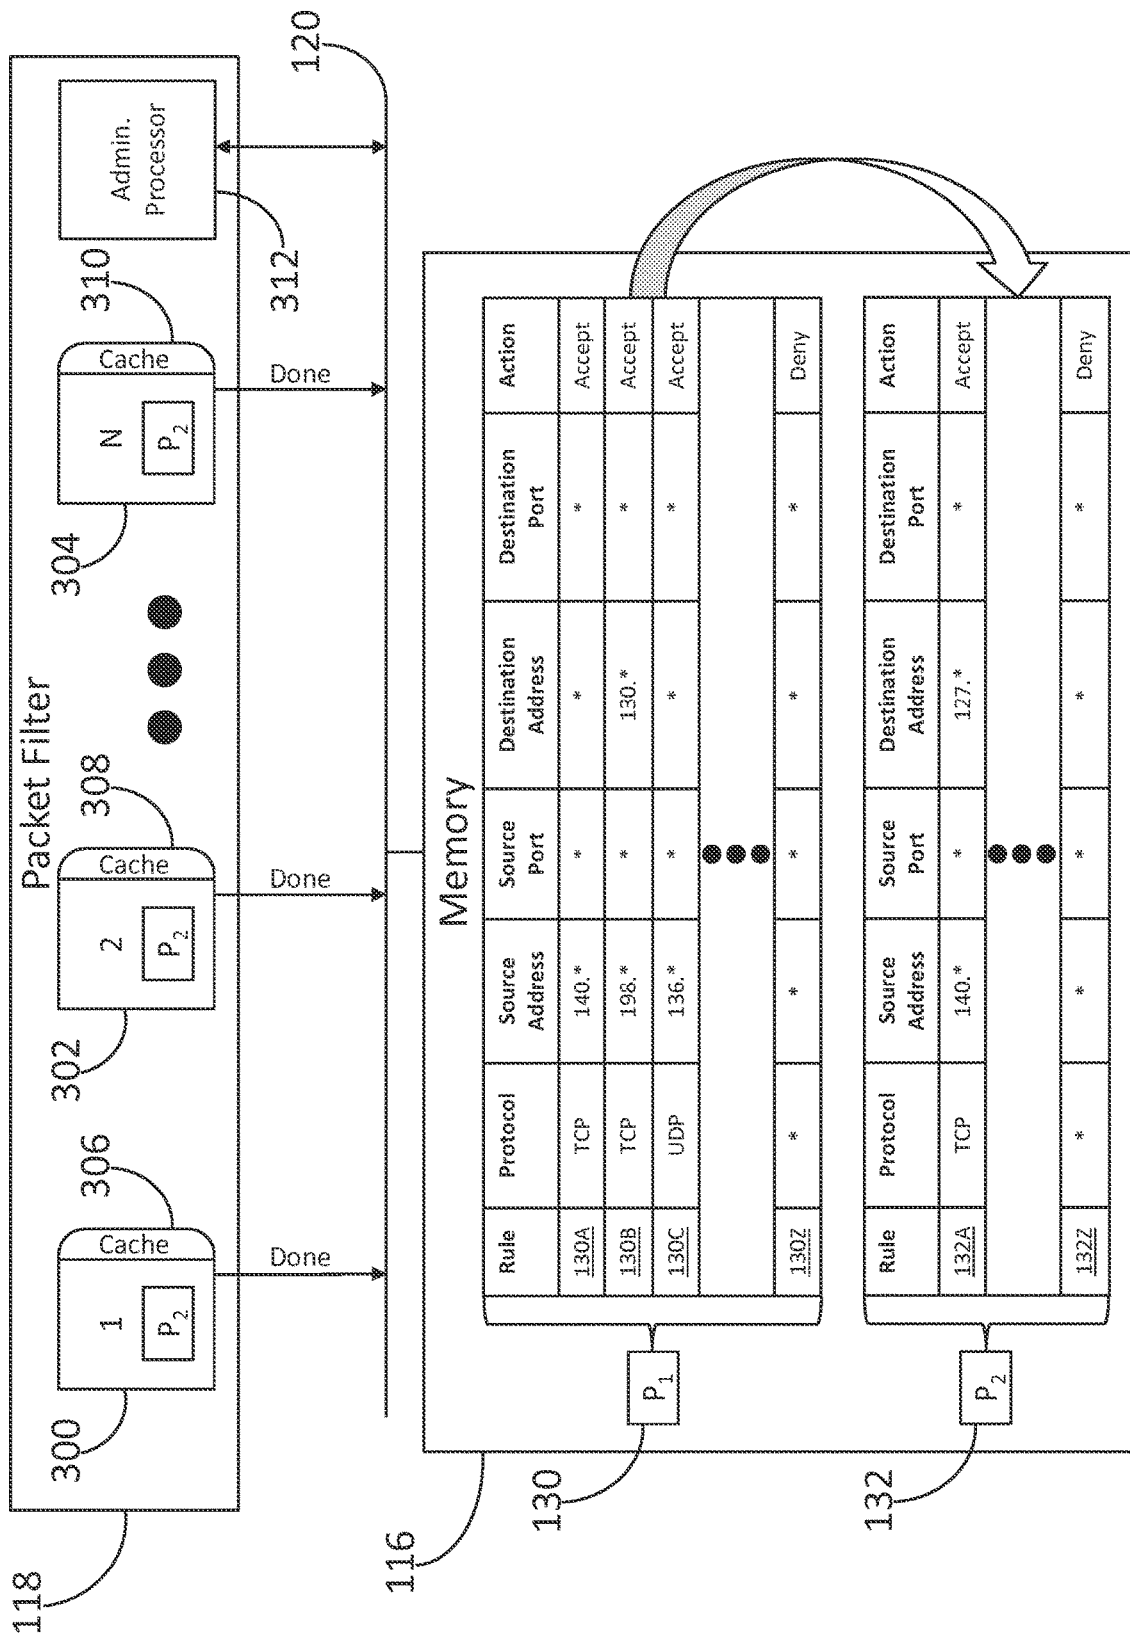 118
Packet Filter
300
1
P2
Cache
306
302
2
P2
Cache
308
304
N
P2
Cache
310
Admin.
Processor
312
Done
Done
Done
120
116
Memory
130
P1
Rule Protocol Source Address Source Port Destination Address Destination Port Action
130A TCP 140.* * * * Accept
130B TCP 198.* * 130.* * Accept
130C UDP 136.* * * * Accept
130Z * * * * * Deny
132
P2
Rule Protocol Source Address Source Port Destination Address Destination Port Action
132A TCP 140.* * 127.* * Accept
132Z * * * * * Deny